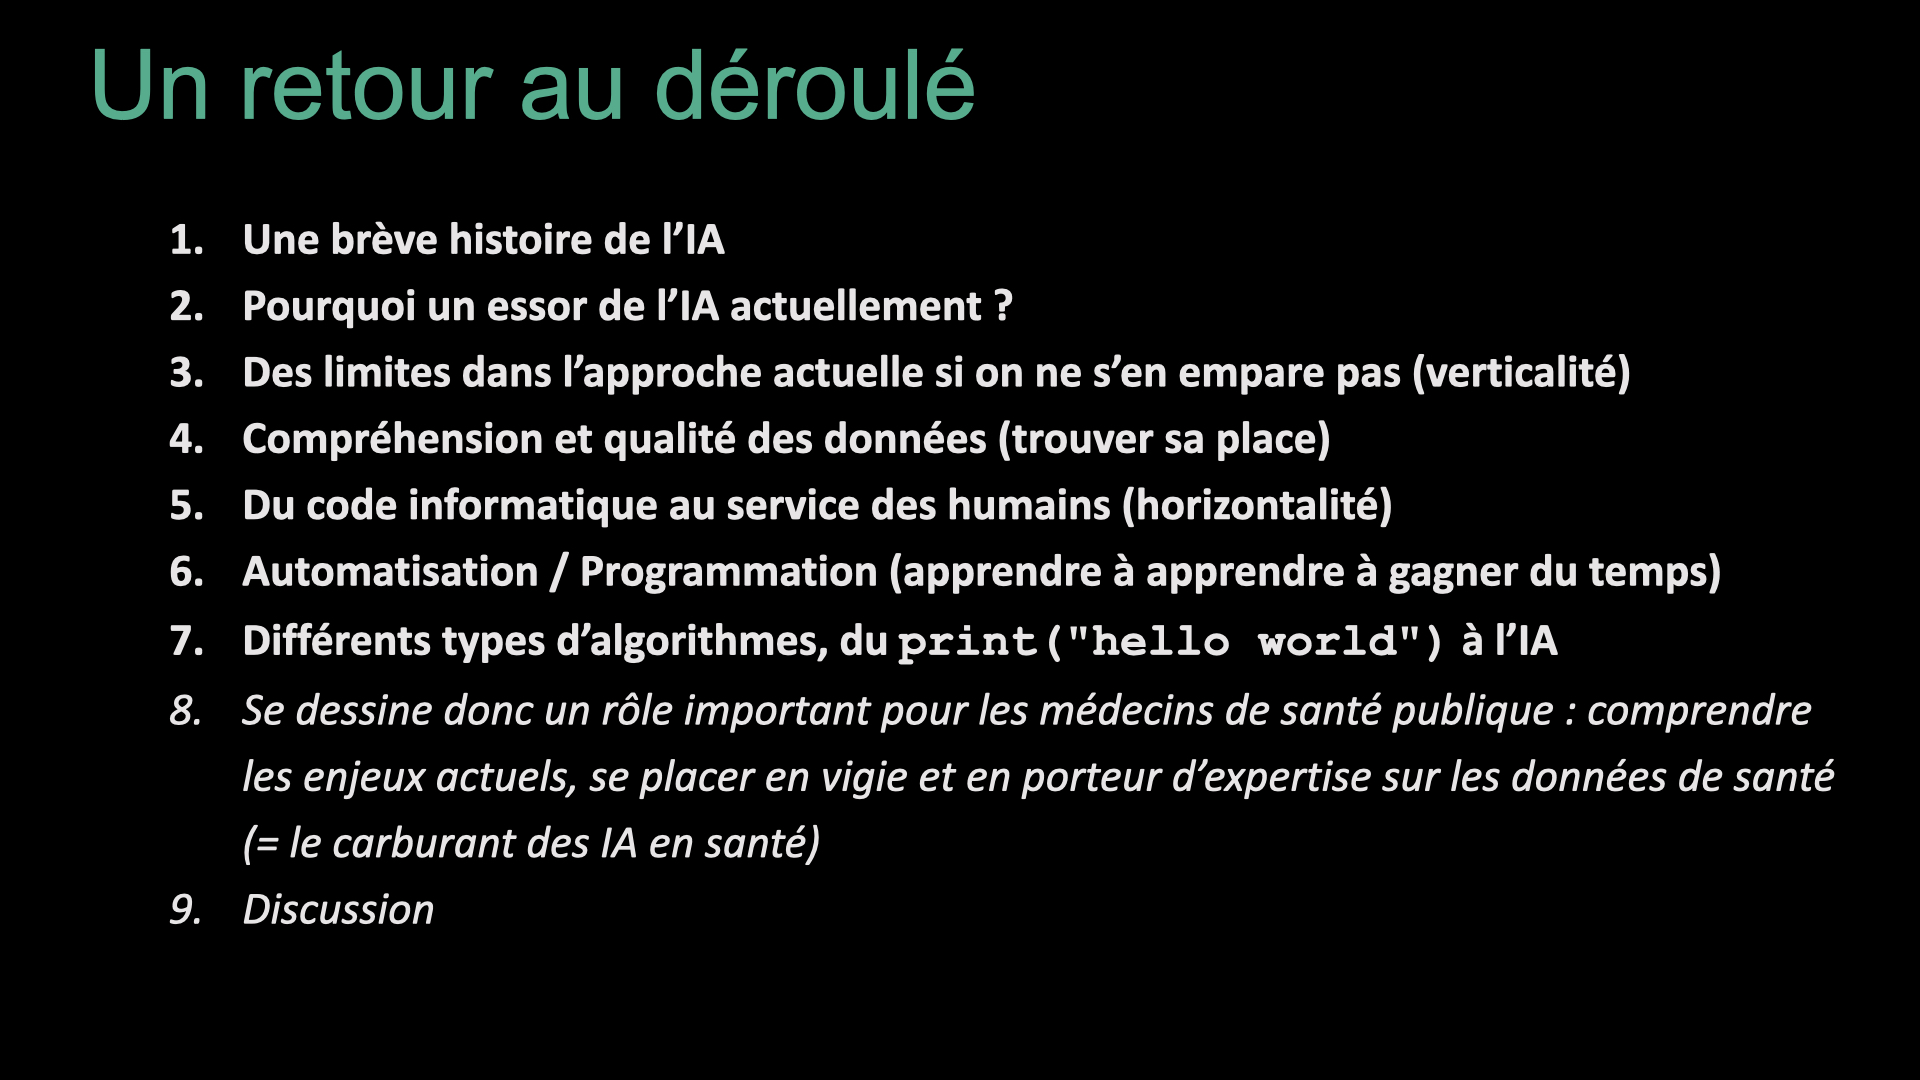 Un retour au déroulé
1. Une brève histoire de l’IA
2. Pourquoi un essor de l’IA actuellement ?
3. Des limites dans l’approche actuelle si on ne s’en empare pas (verticalité)
4. Compréhension et qualité des données (trouver sa place)
5. Du code informatique au service des humains (horizontalité)
6. Automatisation / Programmation (apprendre à apprendre à gagner du temps)
7. Différents types d’algorithmes, du print("hello world") à l’IA
8. Se dessine donc un rôle important pour les médecins de santé publique : comprendre
les enjeux actuels, se placer en vigie et en porteur d’expertise sur les données de santé
(= le carburant des IA en santé)
9. Discussion